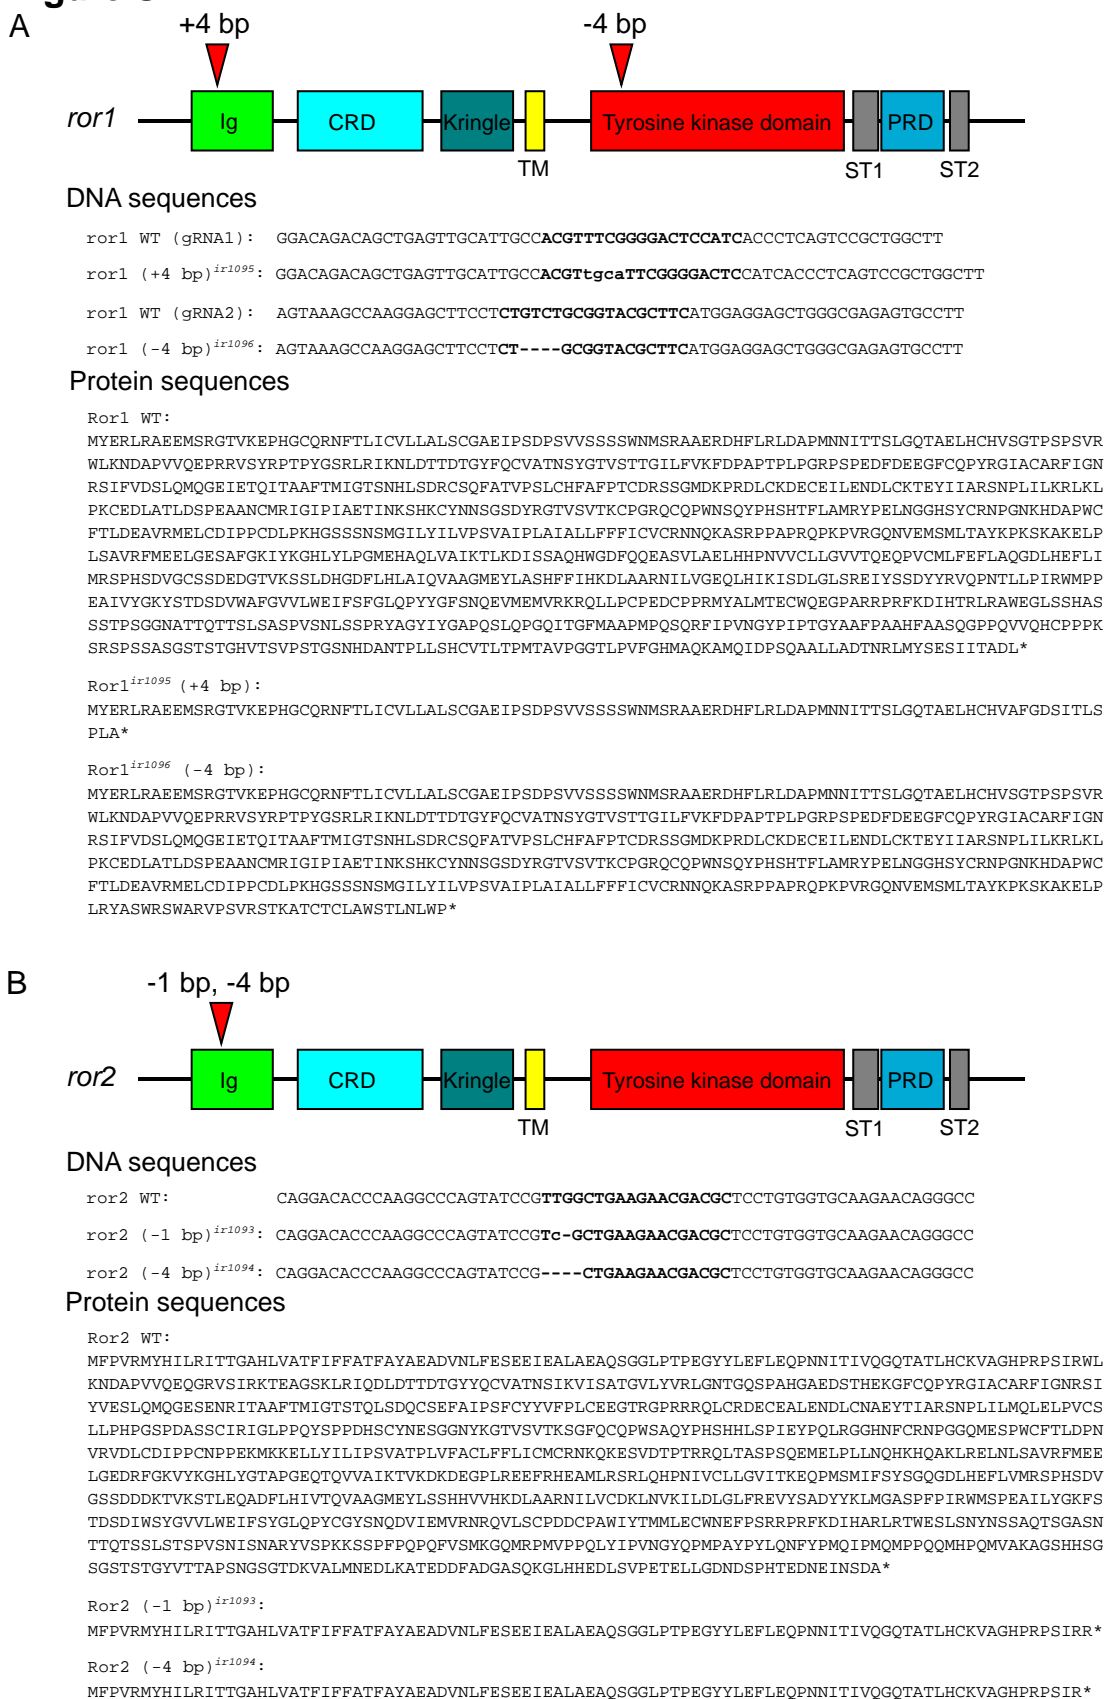 A
+4 bp
-4 bp
ror1
Ig
CRD
Kringle
Tyrosine kinase domain
PRD
TM
ST1
ST2
DNA sequences
ror1 WT (gRNA1): GGACAGACAGCTGAGTTGCATTGCCACGTTTCGGGGACTCCATCACCCTCAGTCCGCTGGCTT
ror1 (+4 bp)ir1095: GGACAGACAGCTGAGTTGCATTGCCACGTtgcaTTCGGGGACTCCATCACCCTCAGTCCGCTGGCTT
ror1 WT (gRNA2): AGTAAAGCCAAGGAGCTTCCTCTGTCTGCGGTACGCTTCATGGAGGAGCTGGGCGAGAGTGCCTT
ror1 (-4 bp)ir1096: AGTAAAGCCAAGGAGCTTCCTCT----GCGGTACGCTTCATGGAGGAGCTGGGCGAGAGTGCCTT
Protein sequences
Ror1 WT:
MYERLRAEEMSRGTVKEPHGCQRNFTLICVLLALSCGAEIPSDPSVVSSSSWNMSRAAERDHFLRLDAPMNNITTSLGQTAELHCHVSGTPSPSVR
WLKNDAPVVQEPRRVSYRPTPYGSRLRIKNLDTTDTGYFQCVATNSYGTVSTTGILFVKFDPAPTPLPGRPSPEDFDEEGFCQPYRGIACARFIGN
RSIFVDSLQMQGEIETQITAAFTMIGTSNHLSDRCSQFATVPSLCHFAFPTCDRSSGMDKPRDLCKDECEILENDLCKTEYIIARSNPLILKRLKL
PKCEDLATLDSPEAANCMRIGIPIAETINKSHKCYNNSGSDYRGTVSVTKCPGRQCQPWNSQYPHSHTFLAMRYPELNGGHSYCRNPGNKHDAPWC
FTLDEAVRMELCDIPPCDLPKHGSSSNSMGILYILVPSVAIPLAIALLFFFICVCRNNQKASRPPAPRQPKPVRGQNVEMSMLTAYKPKSKAKELP
LSAVRFMEELGESAFGKIYKGHLYLPGMEHAQLVAIKTLKDISSAQHWGDFQQEASVLAELHHPNVVCLLGVVTQEQPVCMLFEFLAQGDLHEFLI
MRSPHSDVGCSSDEDGTVKSSLDHGDFLHLAIQVAAGMEYLASHFFIHKDLAARNILVGEQLHIKISDLGLSREIYSSDYYRVQPNTLLPIRWMPP
EAIVYGKYSTDSDVWAFGVVLWEIFSFGLQPYYGFSNQEVMEMVRKRQLLPCPEDCPPRMYALMTECWQEGPARRPRFKDIHTRLRAWEGLSSHAS
SSTPSGGNATTQTTSLSASPVSNLSSPRYAGYIYGAPQSLQPGQITGFMAAPMPQSQRFIPVNGYPIPTGYAAFPAAHFAASQGPPQVVQHCPPPK
SRSPSSASGSTSTGHVTSVPSTGSNHDANTPLLSHCVTLTPMTAVPGGTLPVFGHMAQKAMQIDPSQAALLADTNRLMYSESIITADL*
Ror1ir1095 (+4 bp):
MYERLRAEEMSRGTVKEPHGCQRNFTLICVLLALSCGAEIPSDPSVVSSSSWNMSRAAERDHFLRLDAPMNNITTSLGQTAELHCHVAFGDSITLS
PLA*
Ror1ir1096 (-4 bp):
MYERLRAEEMSRGTVKEPHGCQRNFTLICVLLALSCGAEIPSDPSVVSSSSWNMSRAAERDHFLRLDAPMNNITTSLGQTAELHCHVSGTPSPSVR
WLKNDAPVVQEPRRVSYRPTPYGSRLRIKNLDTTDTGYFQCVATNSYGTVSTTGILFVKFDPAPTPLPGRPSPEDFDEEGFCQPYRGIACARFIGN
RSIFVDSLQMQGEIETQITAAFTMIGTSNHLSDRCSQFATVPSLCHFAFPTCDRSSGMDKPRDLCKDECEILENDLCKTEYIIARSNPLILKRLKL
PKCEDLATLDSPEAANCMRIGIPIAETINKSHKCYNNSGSDYRGTVSVTKCPGRQCQPWNSQYPHSHTFLAMRYPELNGGHSYCRNPGNKHDAPWC
FTLDEAVRMELCDIPPCDLPKHGSSSNSMGILYILVPSVAIPLAIALLFFFICVCRNNQKASRPPAPRQPKPVRGQNVEMSMLTAYKPKSKAKELP
LRYASWRSWARVPSVRSTKATCTCLAWSTLNLWP*
B
-1 bp, -4 bp
ror2
Ig
CRD
Kringle
Tyrosine kinase domain
PRD
TM
ST1
ST2
DNA sequences
ror2 WT: CAGGACACCCAAGGCCCAGTATCCGTTGGCTGAAGAACGACGCTCCTGTGGTGCAAGAACAGGGCC
ror2 (-1 bp)ir1093: CAGGACACCCAAGGCCCAGTATCCGTc-GCTGAAGAACGACGCTCCTGTGGTGCAAGAACAGGGCC
ror2 (-4 bp)ir1094: CAGGACACCCAAGGCCCAGTATCCG----CTGAAGAACGACGCTCCTGTGGTGCAAGAACAGGGCC
Protein sequences
Ror2 WT:
MFPVRMYHILRITTGAHLVATFIFFATFAYAEADVNLFESEEIEALAEAQSGGLPTPEGYYLEFLEQPNNITIVQGQTATLHCKVAGHPRPSIRWL
KNDAPVVQEQGRVSIRKTEAGSKLRIQDLDTTDTGYYQCVATNSIKVISATGVLYVRLGNTGQSPAHGAEDSTHEKGFCQPYRGIACARFIGNRSI
YVESLQMQGESENRITAAFTMIGTSTQLSDQCSEFAIPSFCYYVFPLCEEGTRGPRRRQLCRDECEALENDLCNAEYTIARSNPLILMQLELPVCS
LLPHPGSPDASSCIRIGLPPQYSPPDHSCYNESGGNYKGTVSVTKSGFQCQPWSAQYPHSHHLSPIEYPQLRGGHNFCRNPGGQMESPWCFTLDPN
VRVDLCDIPPCNPPEKMKKELLYILIPSVATPLVFACLFFLICMCRNKQKESVDTPTRRQLTASPSQEMELPLLNQHKHQAKLRELNLSAVRFMEE
LGEDRFGKVYKGHLYGTAPGEQTQVVAIKTVKDKDEGPLREEFRHEAMLRSRLQHPNIVCLLGVITKEQPMSMIFSYSGQGDLHEFLVMRSPHSDV
GSSDDDKTVKSTLEQADFLHIVTQVAAGMEYLSSHHVVHKDLAARNILVCDKLNVKILDLGLFREVYSADYYKLMGASPFPIRWMSPEAILYGKFS
TDSDIWSYGVVLWEIFSYGLQPYCGYSNQDVIEMVRNRQVLSCPDDCPAWIYTMMLECWNEFPSRRPRFKDIHARLRTWESLSNYNSSAQTSGASN
TTQTSSLSTSPVSNISNARYVSPKKSSPFPQPQFVSMKGQMRPMVPPQLYIPVNGYQPMPAYPYLQNFYPMQIPMQMPPQQMHPQMVAKAGSHHSG
SGSTSTGYVTTAPSNGSGTDKVALMNEDLKATEDDFADGASQKGLHHEDLSVPETELLGDNDSPHTEDNEINSDA*
Ror2 (-1 bp)ir1093:
MFPVRMYHILRITTGAHLVATFIFFATFAYAEADVNLFESEEIEALAEAQSGGLPTPEGYYLEFLEQPNNITIVQGQTATLHCKVAGHPRPSIRR*
Ror2 (-4 bp)ir1094:
MFPVRMYHILRITTGAHLVATFIFFATFAYAEADVNLFESEEIEALAEAQSGGLPTPEGYYLEFLEQPNNITIVQGQTATLHCKVAGHPRPSIR*